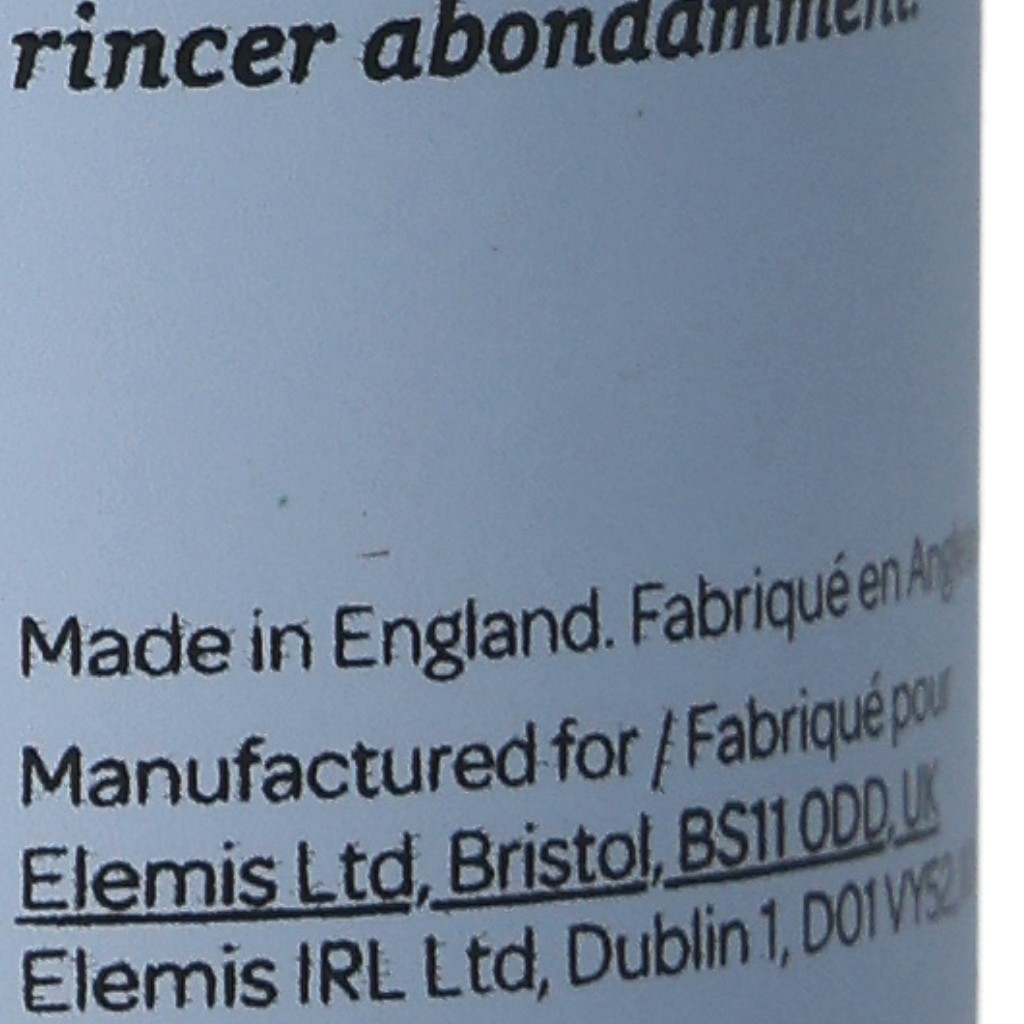 rincer abondamment.
Made in England. Fabriqué en
Manufactured for / Fabriqué pour
Elemis Ltd, Bristol, BS11 0DD, UK
Elemis IRL Ltd, Dublin 1, D01 VY52